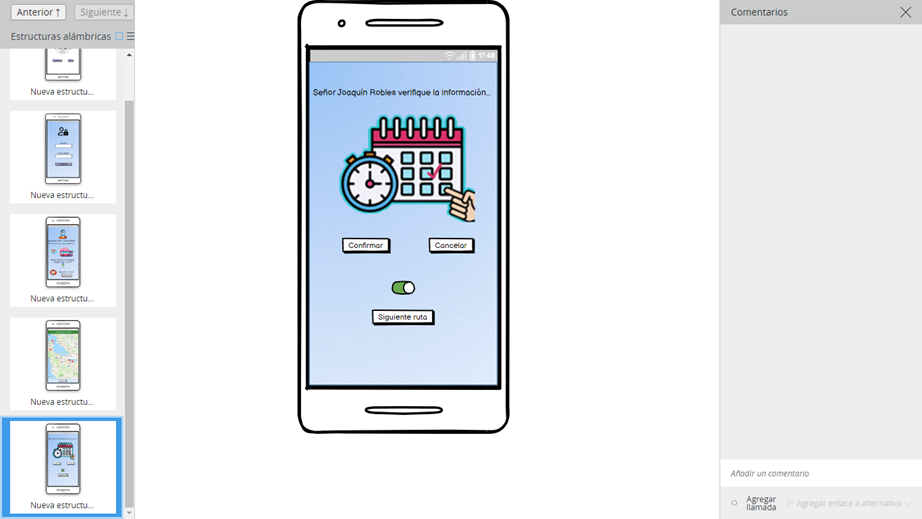 Anterior ↑
Siguiente ↓
Estructuras alámbricas
Nueva estructu...
Nueva estructu...
Nueva estructu...
Nueva estructu...
Nueva estructu...
17:48
Señor Joaquín Robles verifique la información...
Confirmar
Cancelar
Siguiente ruta
Comentarios
Añadir un comentario
Agregar llamada
Agregar enlace a alternativa